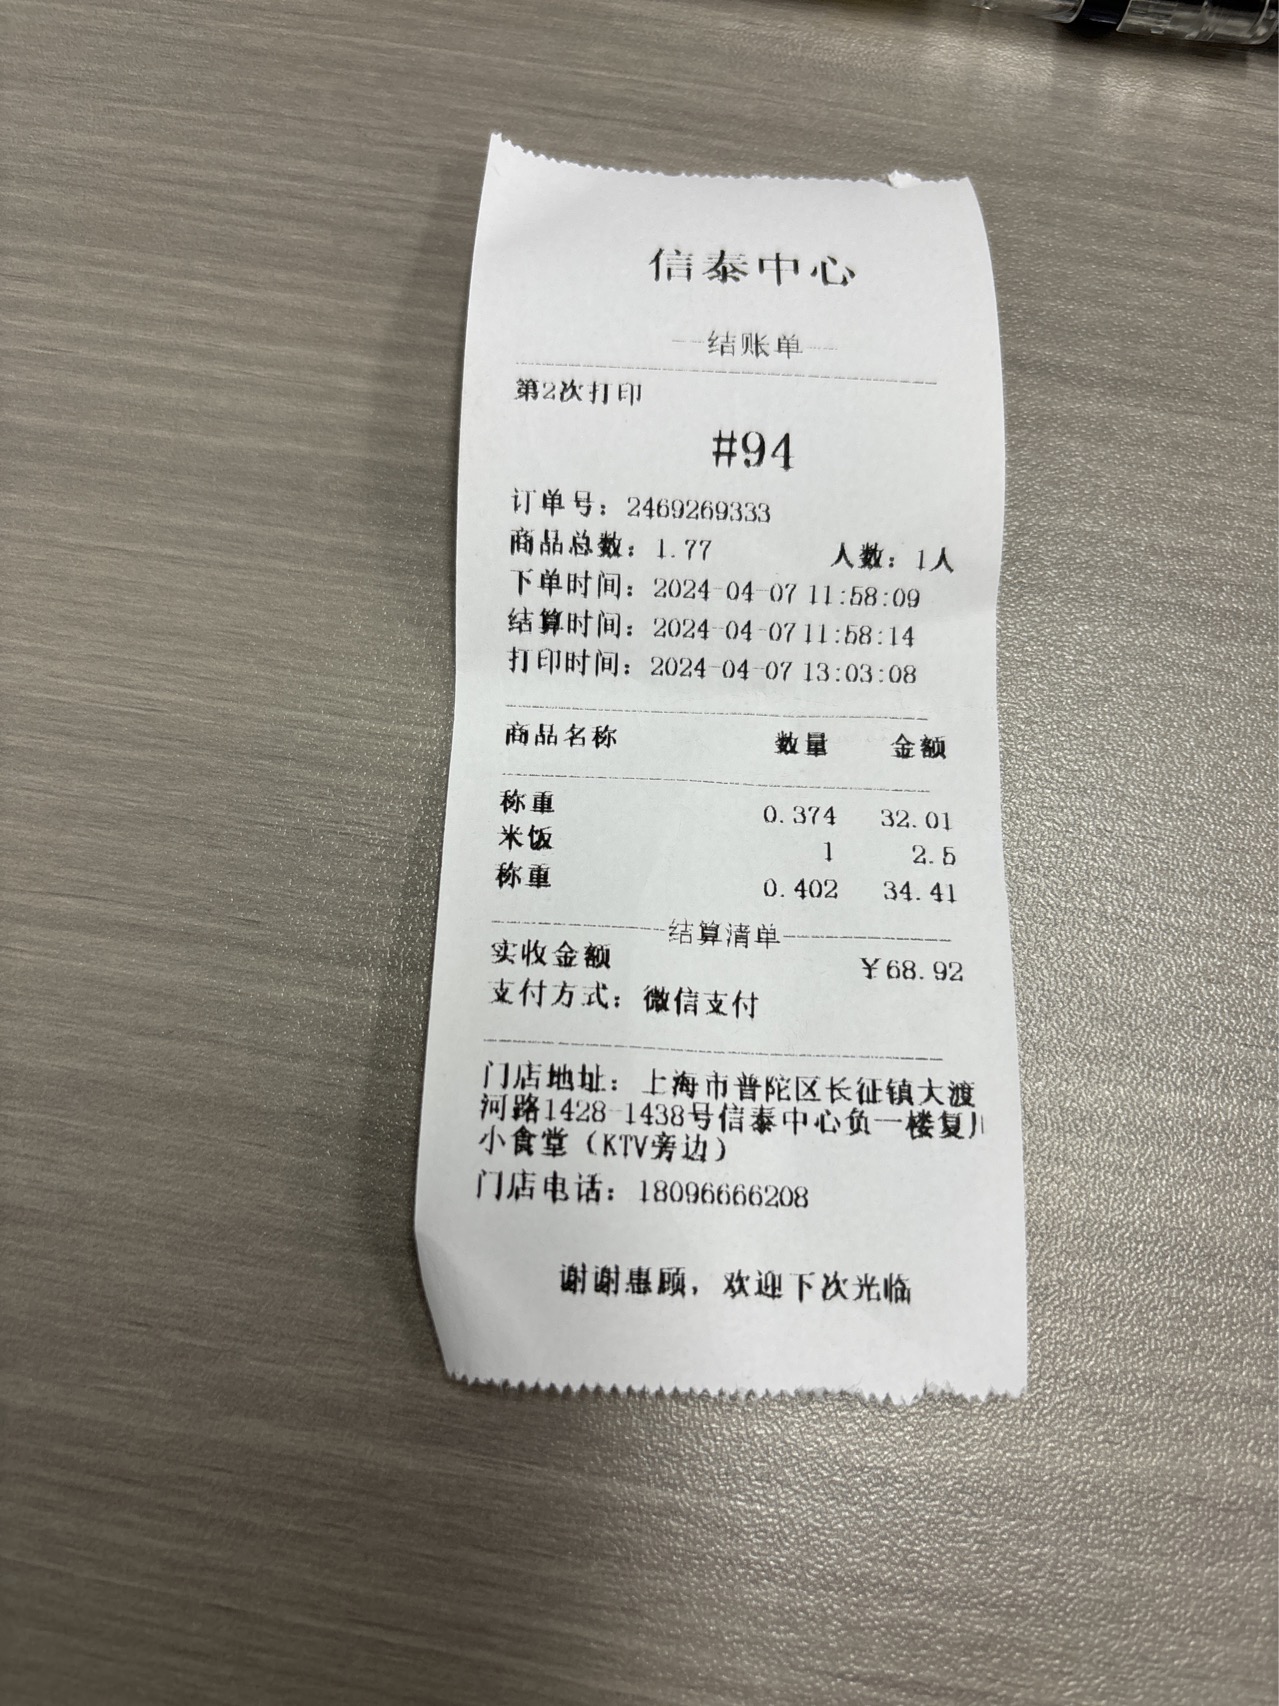 信泰中心
--结账单--
第2次打印
#94
订单号：2469269333
商品总数：1.77 人数：1人
下单时间：2024-04-07 11:58:09
结算时间：2024-04-07 11:58:14
打印时间：2024-04-07 13:03:08
商品名称 数量 金额
称重 0.374 32.01
米饭 1 2.5
称重 0.402 34.41
结算清单
实收金额 ￥68.92
支付方式：微信支付
门店地址：上海市普陀区长征镇大渡
河路1428-1438号信泰中心负一楼复川
小食堂（KTV旁边）
门店电话：18096666208
谢谢惠顾，欢迎下次光临